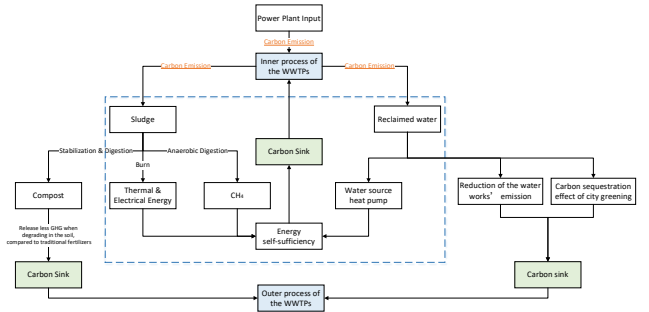 Power Plant Input
Carbon Emission
Inner process of
the WWTPs
Carbon Emission
Carbon Emission
Sludge
Reclaimed water
Carbon Sink
Stabilization & Digestion
Anaerobic Digestion
Burn
Compost
Thermal &
Electrical Energy
CH₄
Water source
heat pump
Reduction of the water
works’ emission
Carbon sequestration
effect of city greening
Release less GHG when
degrading in the soil,
compared to traditional fertilizers
Energy
self-sufficiency
Carbon Sink
Carbon sink
Outer process of
the WWTPs